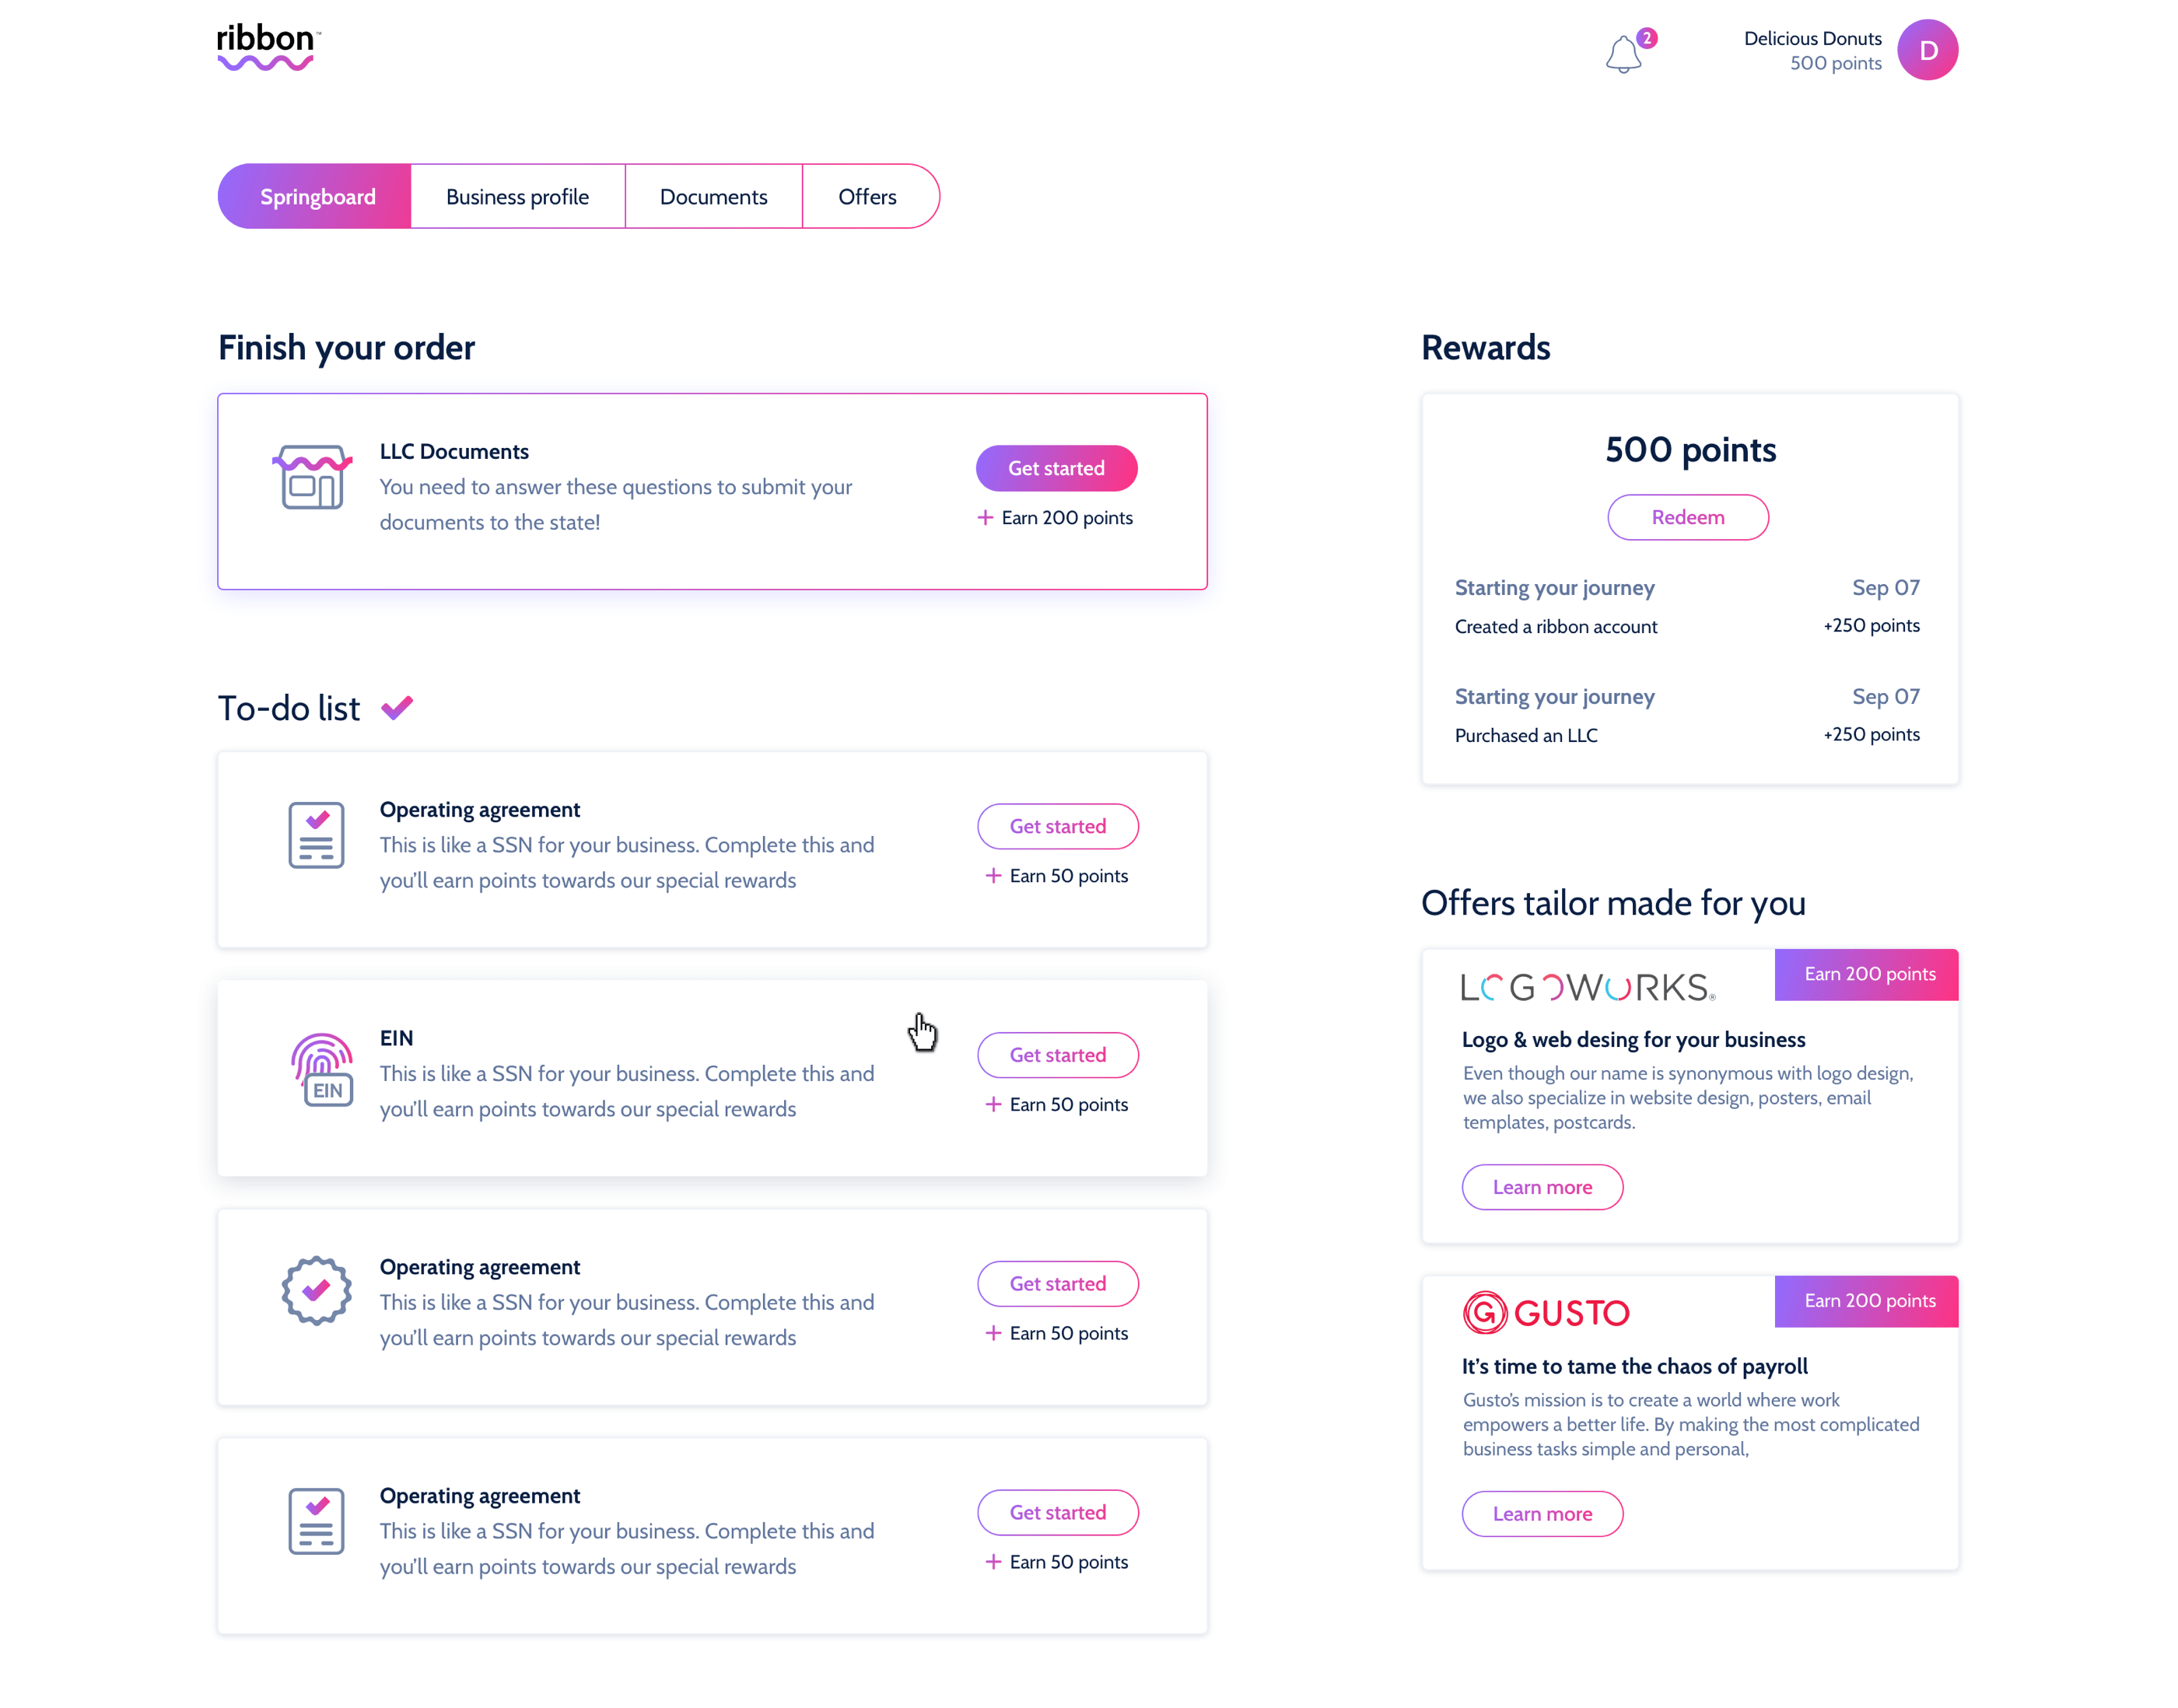 ribbon™
2
Delicious Donuts
500 points
D
Springboard
Business profile
Documents
Offers
Finish your order
LLC Documents
You need to answer these questions to submit your
documents to the state!
Get started
+ Earn 200 points
To-do list
Operating agreement
This is like a SSN for your business. Complete this and
you'll earn points towards our special rewards
Get started
+ Earn 50 points
EIN
EIN
This is like a SSN for your business. Complete this and
you'll earn points towards our special rewards
Get started
+ Earn 50 points
Operating agreement
This is like a SSN for your business. Complete this and
you'll earn points towards our special rewards
Get started
+ Earn 50 points
Operating agreement
This is like a SSN for your business. Complete this and
you'll earn points towards our special rewards
Get started
+ Earn 50 points
Rewards
500 points
Redeem
Starting your journey Sep 07
Created a ribbon account +250 points
Starting your journey Sep 07
Purchased an LLC +250 points
Offers tailor made for you
LOGOWORKS®
Earn 200 points
Logo & web desing for your business
Even though our name is synonymous with logo design,
we also specialize in website design, posters, email
templates, postcards.
Learn more
G GUSTO
Earn 200 points
It's time to tame the chaos of payroll
Gusto's mission is to create a world where work
empowers a better life. By making the most complicated
business tasks simple and personal,
Learn more